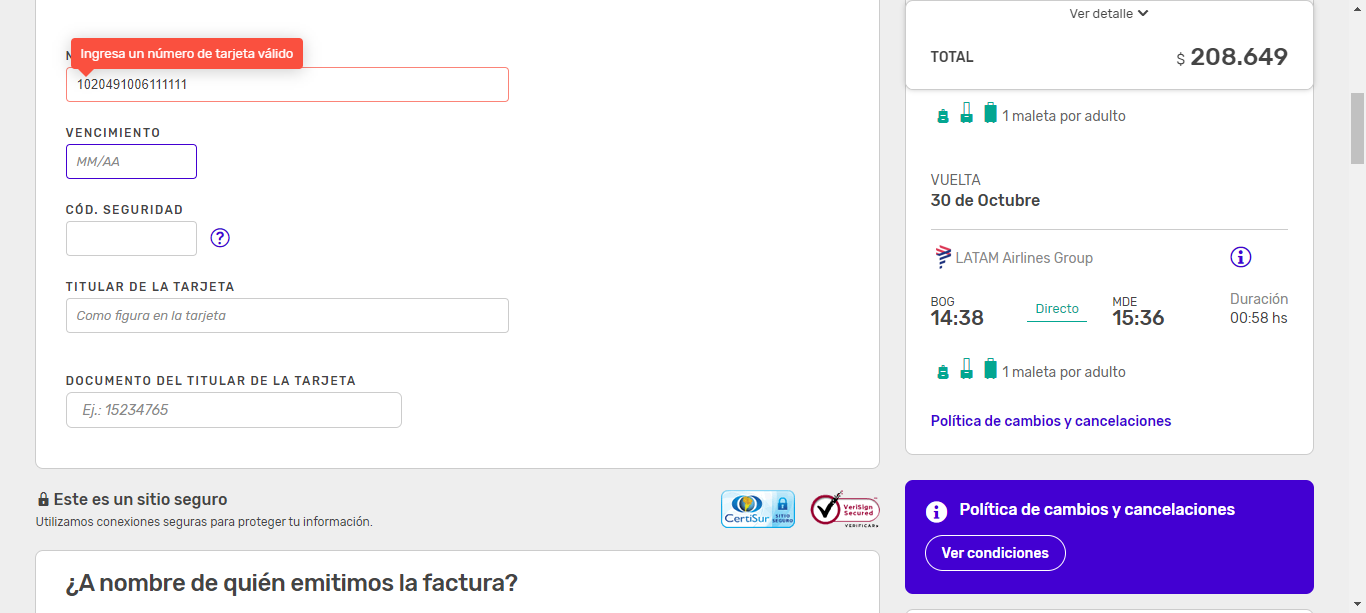 Ingresa un número de tarjeta válido
1020491006111111
VENCIMIENTO
MM/AA
CÓD. SEGURIDAD
?
TITULAR DE LA TARJETA
Como figura en la tarjeta
DOCUMENTO DEL TITULAR DE LA TARJETA
Ej.: 15234765
Este es un sitio seguro
Utilizamos conexiones seguras para proteger tu información.
CertiSur SITIO SEGURO
VeriSign Secured
VERIFICAR
¿A nombre de quién emitimos la factura?
Ver detalle
TOTAL $ 208.649
1 maleta por adulto
VUELTA
30 de Octubre
LATAM Airlines Group
BOG Directo MDE Duración
14:38 15:36 00:58 hs
1 maleta por adulto
Política de cambios y cancelaciones
Política de cambios y cancelaciones
Ver condiciones